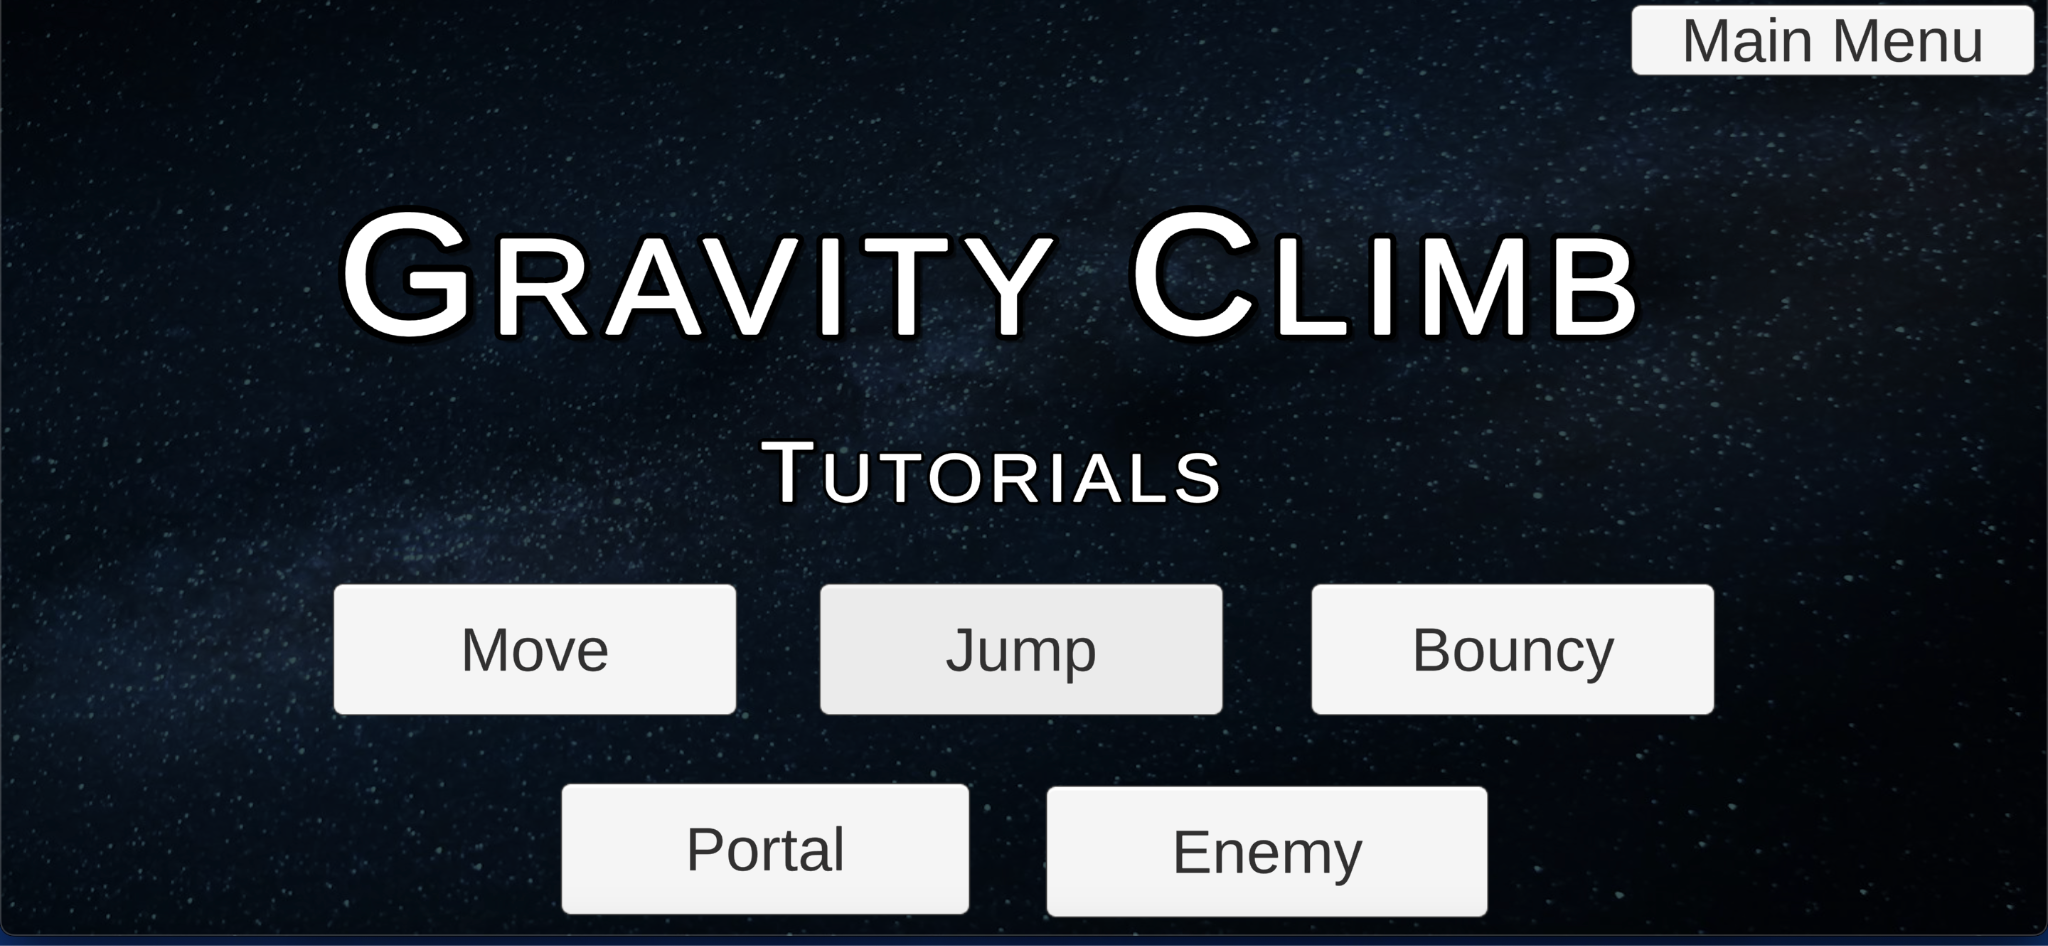 Main Menu
GRAVITY CLIMB
TUTORIALS
Move
Jump
Bouncy
Portal
Enemy